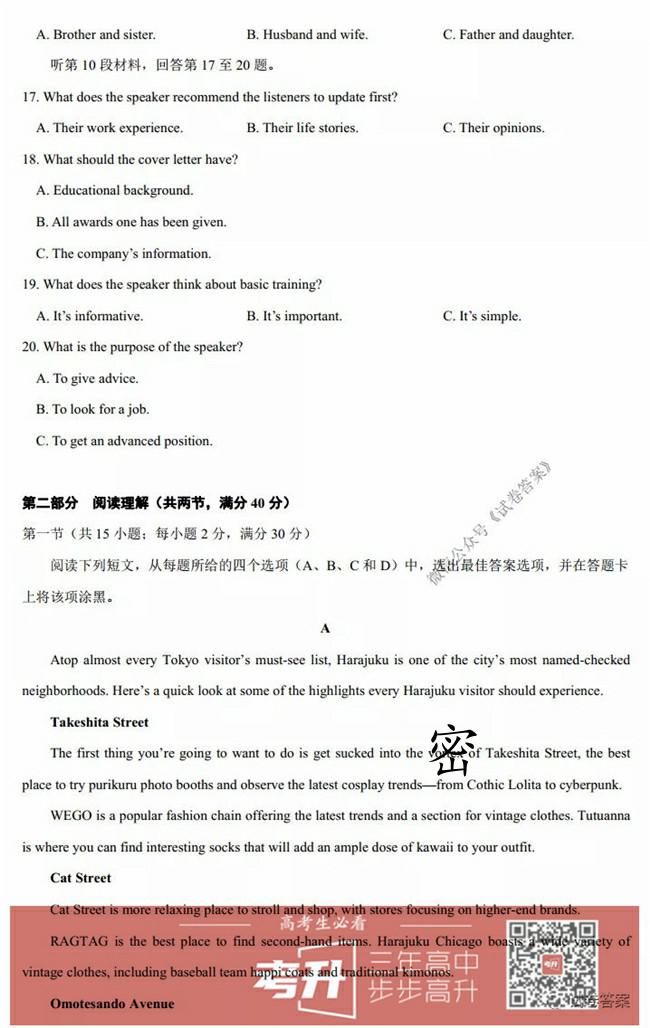 A. Brother and sister. B. Husband and wife. C. Father and daughter.
听第 10 段材料，回答第 17 至 20 题。
17. What does the speaker recommend the listeners to update first?
A. Their work experience. B. Their life stories. C. Their opinions.
18. What should the cover letter have?
A. Educational background.
B. All awards one has been given.
C. The company's information.
19. What does the speaker think about basic training?
A. It's informative. B. It's important. C. It's simple.
20. What is the purpose of the speaker?
A. To give advice.
B. To look for a job.
C. To get an advanced position.
第二部分 阅读理解（共两节，满分 40 分）
第一节（共 15 小题；每小题 2 分，满分 30 分）
阅读下列短文，从每题所给的四个选项（A、B、C 和 D）中，选出最佳答案选项，并在答题卡
上将该项涂黑。
微信公众号《试卷答案》
A
Atop almost every Tokyo visitor's must-see list, Harajuku is one of the city's most named-checked
neighborhoods. Here's a quick look at some of the highlights every Harajuku visitor should experience.
Takeshita Street
The first thing you're going to want to do is get sucked into the vortex of Takeshita Street, the best
密
place to try purikuru photo booths and observe the latest cosplay trends—from Cothic Lolita to cyberpunk.
WEGO is a popular fashion chain offering the latest trends and a section for vintage clothes. Tutuanna
is where you can find interesting socks that will add an ample dose of kawaii to your outfit.
Cat Street
Cat Street is more relaxing place to stroll and shop, with stores focusing on higher-end brands.
高考生必看
RAGTAG is the best place to find second-hand items. Harajuku Chicago boasts a wide variety of
vintage clothes, including baseball team happi coats and traditional kimonos.
考升
三年高中
步步高升
考升
试卷答案
Omotesando Avenue